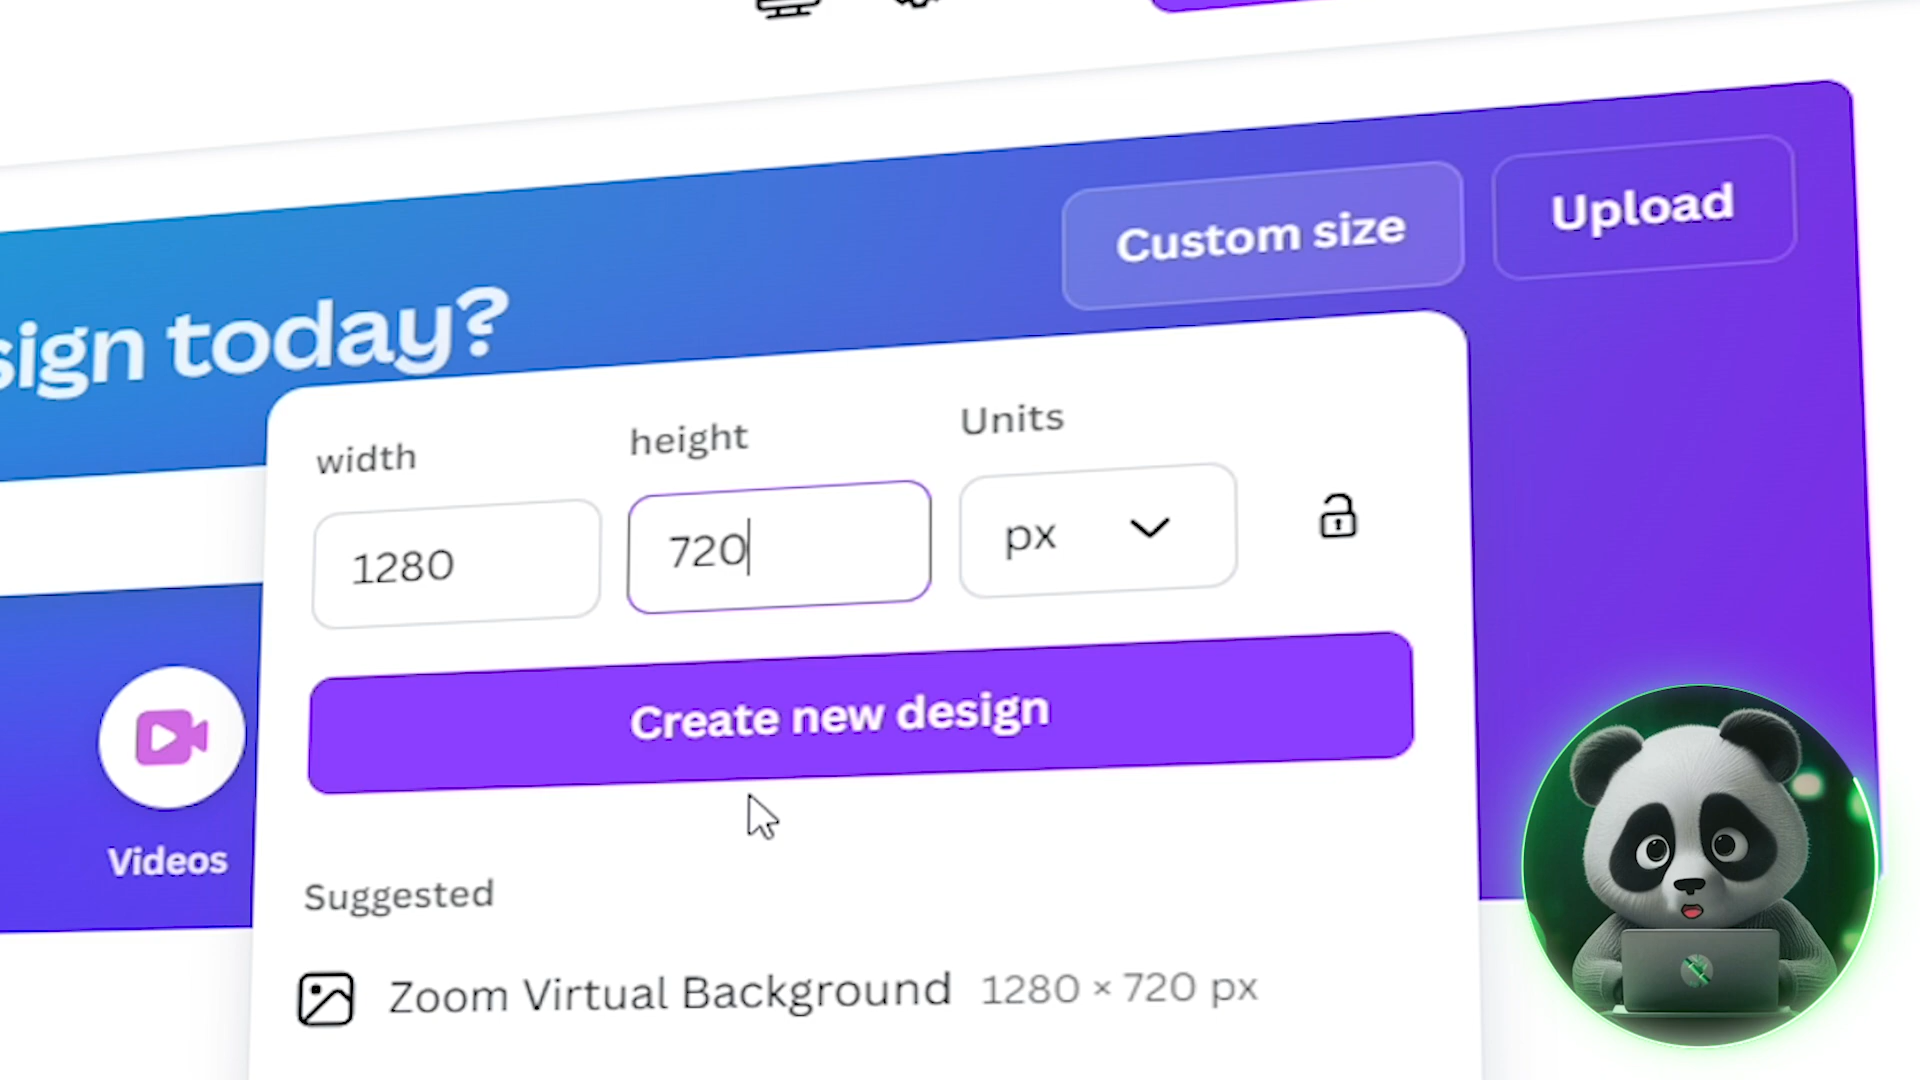 Custom size
Upload
sign today?
width
height
Units
1280
720
px
Create new design
Videos
Suggested
Zoom Virtual Background 1280 × 720 px